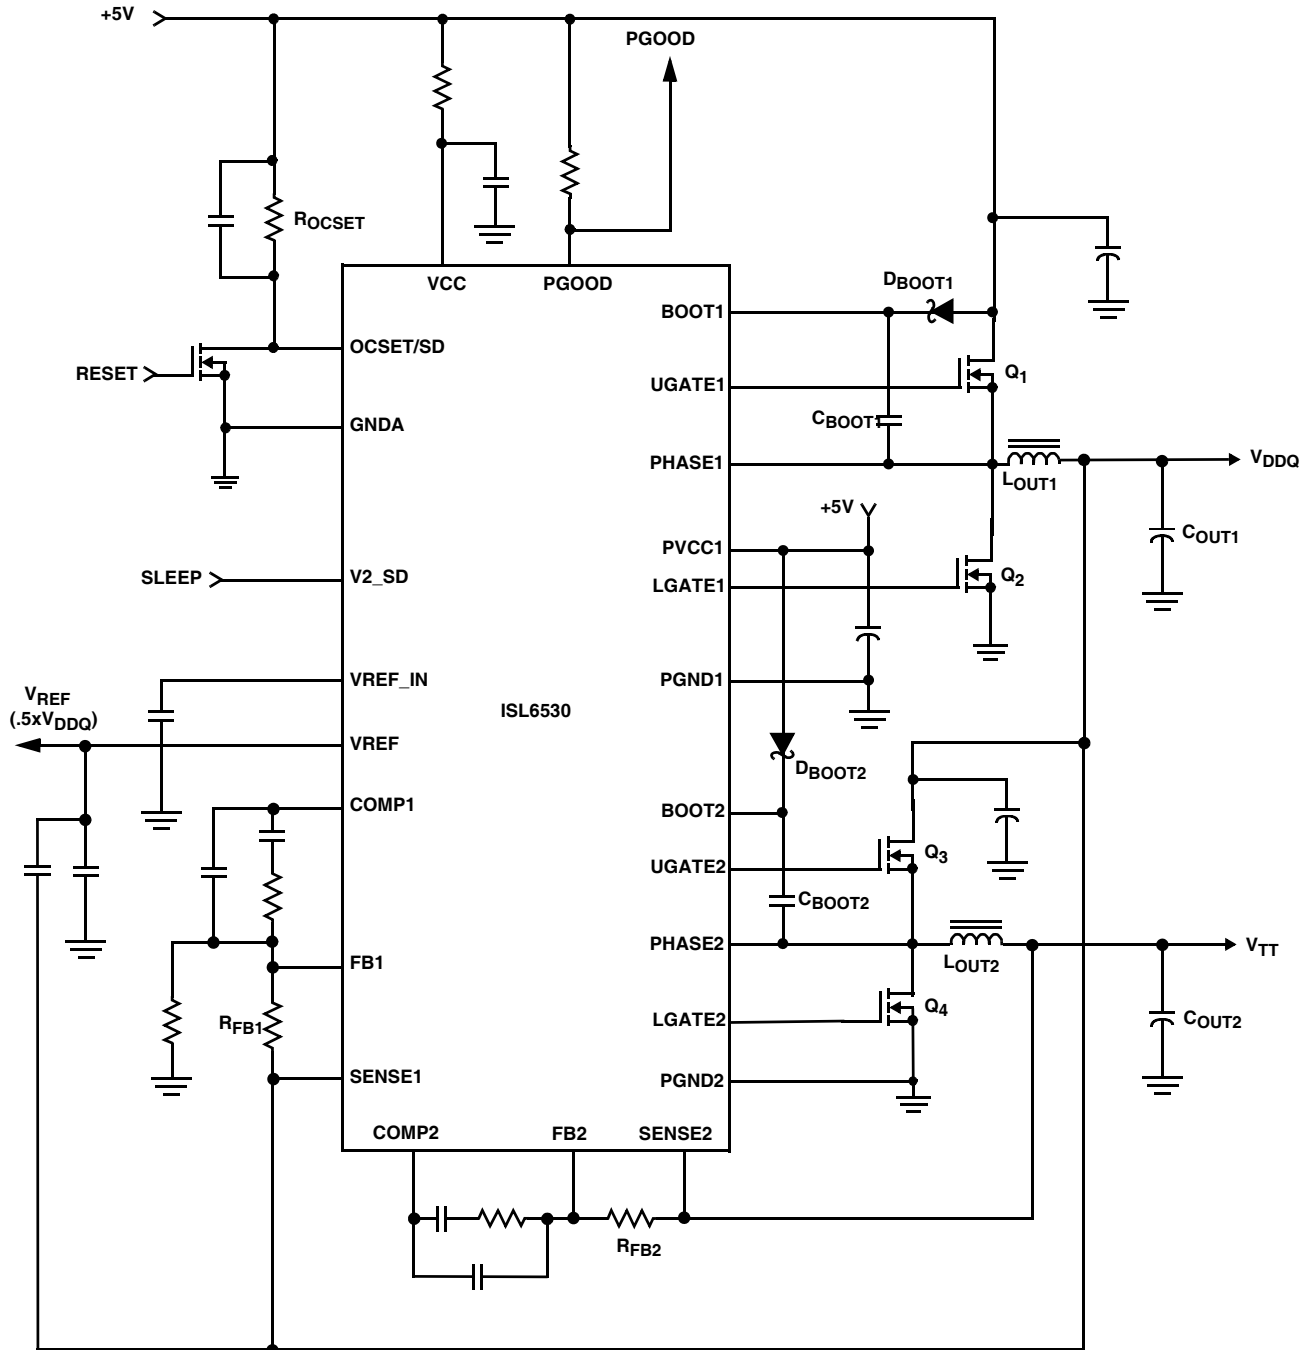 +5V
PGOOD
ROCSET
VCC
PGOOD
DBOOT1
BOOT1
OCSET/SD
RESET
UGATE1
Q1
CBOOT1
GNDA
PHASE1
VDDQ
LOUT1
+5V
COUT1
PVCC1
SLEEP
V2_SD
LGATE1
Q2
VREF_IN
PGND1
VREF
(.5xVDDQ)
ISL6530
VREF
DBOOT2
COMP1
BOOT2
Q3
UGATE2
CBOOT2
PHASE2
VTT
FB1
LOUT2
RFB1
LGATE2
Q4
COUT2
SENSE1
PGND2
COMP2
FB2
SENSE2
RFB2